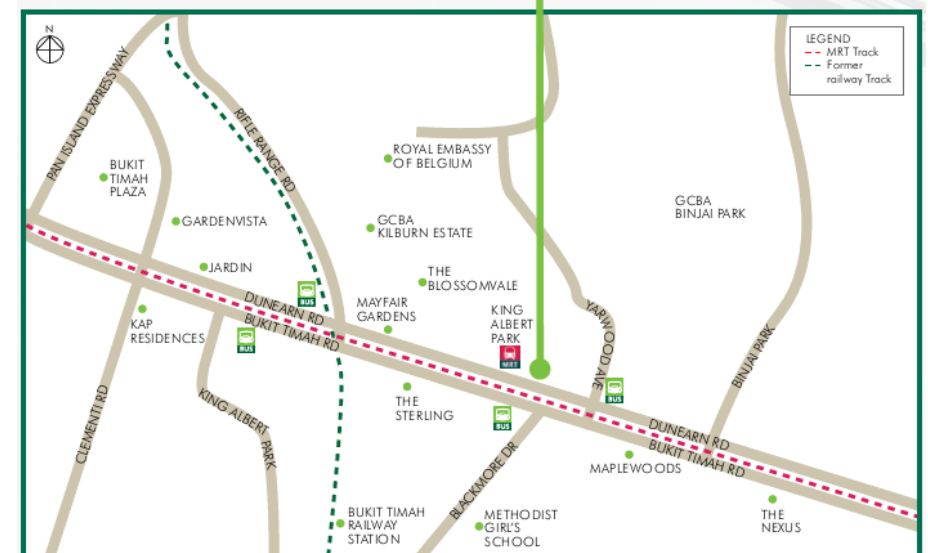 N
LEGEND
MRT Track
Former
railway Track
PAN ISLAND EXPRESSWAY
RIFLE RANGE RD
ROYAL EMBASSY
OF BELGIUM
BUKIT
TIMAH
PLAZA
GCBA
BINJAI PARK
GARDENVISTA
GCBA
KILBURN ESTATE
JARDIN
THE
BLOSSOMVALE
BUS
DUNEARN RD
BUKIT TIMAH RD
MAYFAIR
GARDENS
KING
ALBERT
PARK
MRT
YARWOOD AVE
BINJAI PARK
KAP
RESIDENCES
BUS
CLEMENTI RD
KING ALBERT
PARK
THE
STERLING
BUS
BUS
DUNEARN RD
BUKIT TIMAH RD
BLACKMORE DR
MAPLEWOODS
BUKIT TIMAH
RAILWAY
STATION
METHODIST
GIRL'S
SCHOOL
THE
NEXUS